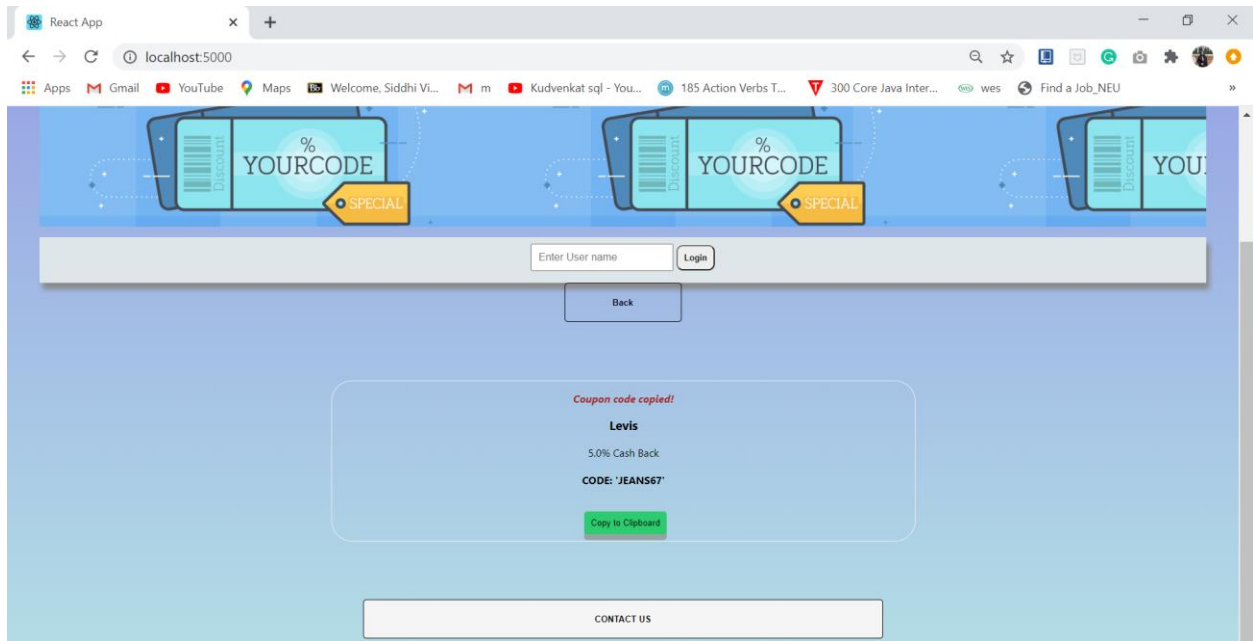 React App
localhost:5000
Apps Gmail YouTube Maps Welcome, Siddhi Vi... m Kudvenkat sql - You... 185 Action Verbs T... 300 Core Java Inter... wes Find a Job_NEU »
% % 
Discount YOURCODE Discount YOURCODE Discount YOU
SPECIAL SPECIAL
Enter User name Login
Back
Coupon code copied!
Levis
5.0% Cash Back
CODE: 'JEANS67'
Copy to Clipboard
CONTACT US